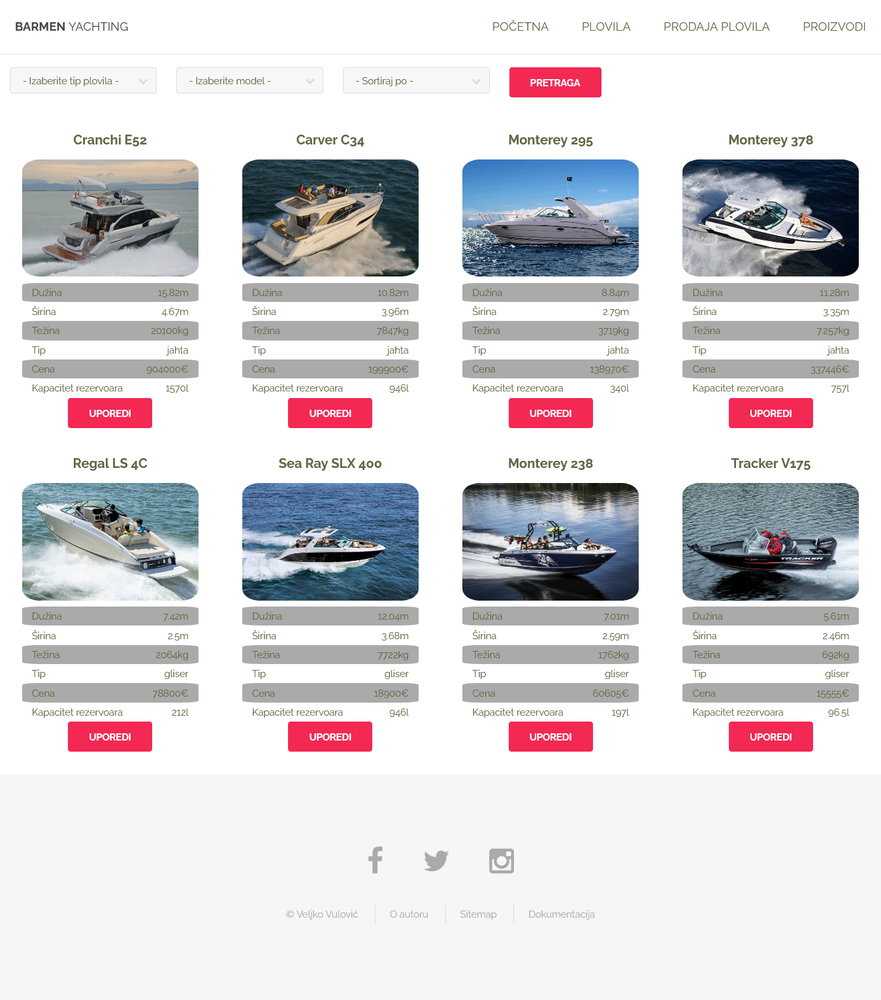 BARMEN YACHTING
POČETNA PLOVILA PRODAJA PLOVILA PROIZVODI
- Izaberite tip plovila - - Izaberite model - - Sortiraj po - PRETRAGA
Cranchi E52 Carver C34 Monterey 295 Monterey 378
Dužina 15.82m Dužina 10.82m Dužina 8.84m Dužina 11.28m
Širina 4.67m Širina 3.96m Širina 2.79m Širina 3.35m
Težina 20100kg Težina 7847kg Težina 3719kg Težina 7.257kg
Tip jahta Tip jahta Tip jahta Tip jahta
Cena 904000€ Cena 199900€ Cena 138970€ Cena 337446€
Kapacitet rezervoara 1570l Kapacitet rezervoara 946l Kapacitet rezervoara 340l Kapacitet rezervoara 757l
UPOREDI UPOREDI UPOREDI UPOREDI
Regal LS 4C Sea Ray SLX 400 Monterey 238 Tracker V175
TRACKER
Dužina 7.42m Dužina 12.04m Dužina 7.01m Dužina 5.61m
Širina 2.5m Širina 3.68m Širina 2.59m Širina 2.46m
Težina 2064kg Težina 7722kg Težina 1762kg Težina 692kg
Tip gliser Tip gliser Tip gliser Tip gliser
Cena 78800€ Cena 18900€ Cena 60605€ Cena 15555€
Kapacitet rezervoara 212l Kapacitet rezervoara 946l Kapacitet rezervoara 197l Kapacitet rezervoara 96.5l
UPOREDI UPOREDI UPOREDI UPOREDI
© Veljko Vulović O autoru Sitemap Dokumentacija